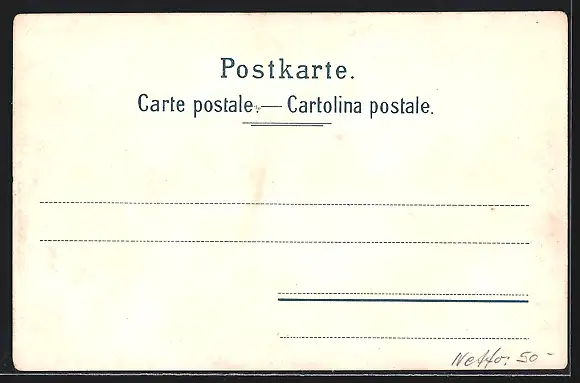 Postkarte.
Carte postale. — Cartolina postale.
Netto: 50-